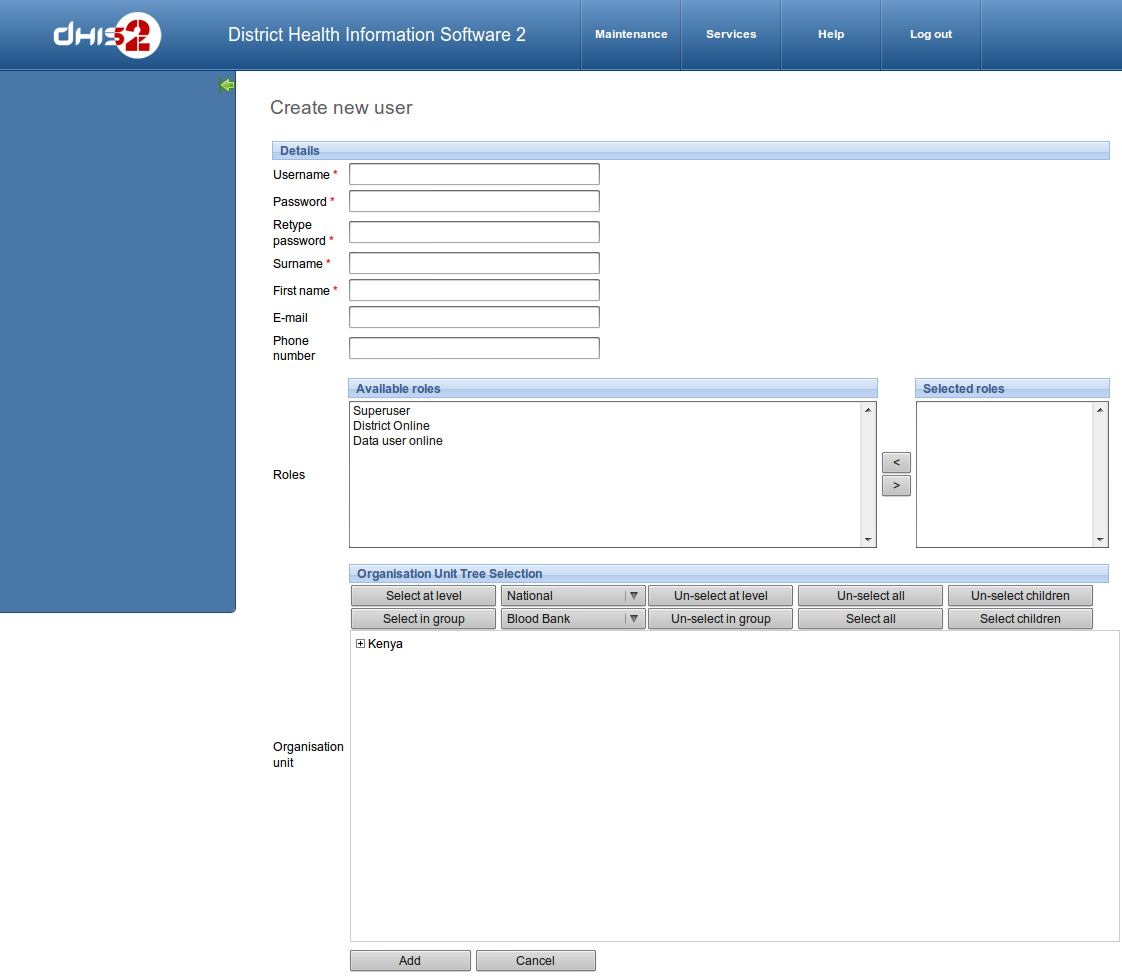 dhis2 District Health Information Software 2 Maintenance Services Help Log out
Create new user
Details
Username *
Password *
Retype
password *
Surname *
First name *
E-mail
Phone
number
Available roles Selected roles
Superuser
District Online
Data user online
<
Roles
>
Organisation Unit Tree Selection
Select at level National Un-select at level Un-select all Un-select children
Select in group Blood Bank Un-select in group Select all Select children
Kenya
Organisation
unit
Add Cancel